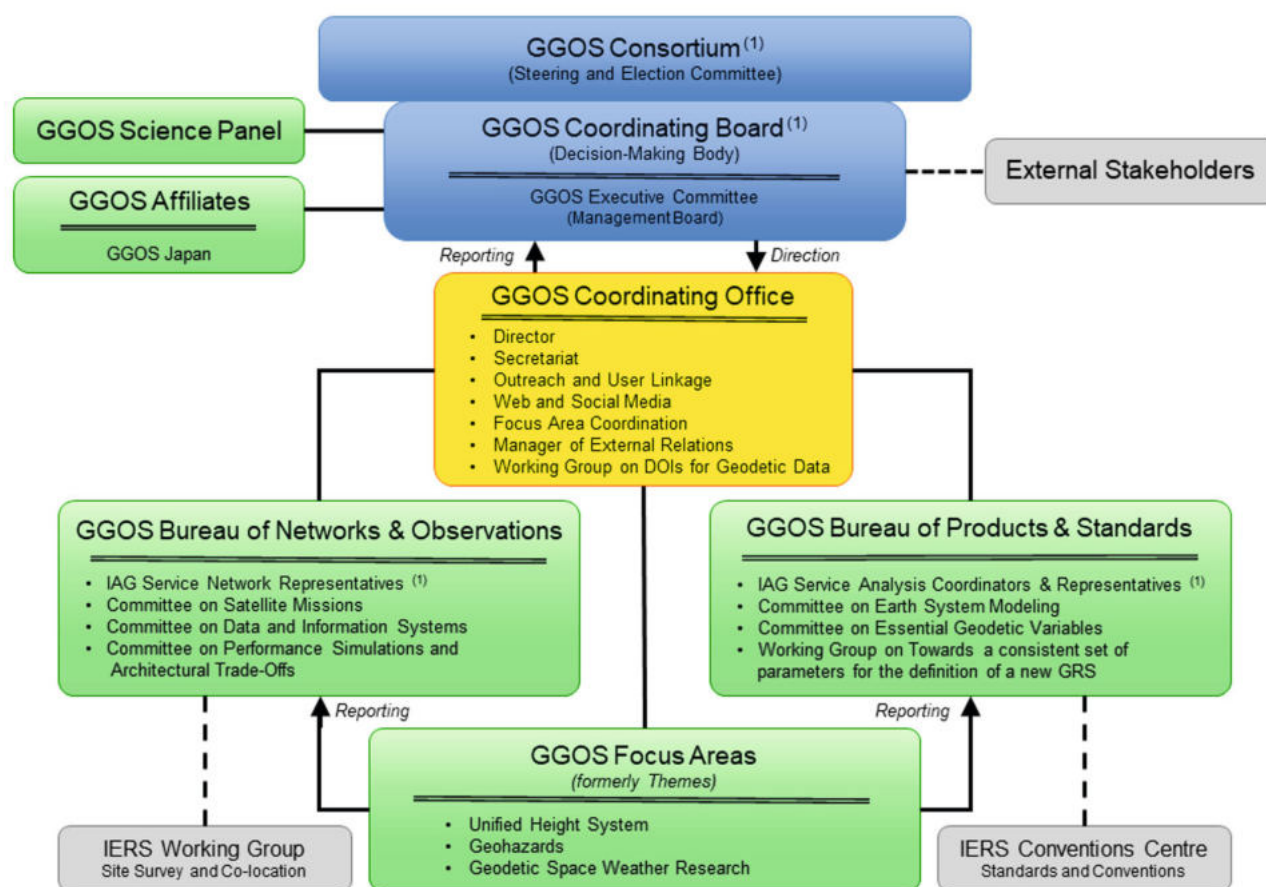 GGOS Consortium (1)
(Steering and Election Committee)
GGOS Science Panel
GGOS Coordinating Board (1)
(Decision-Making Body)
GGOS Executive Committee
(Management Board)
External Stakeholders
GGOS Affiliates
GGOS Japan
Reporting
Direction
GGOS Coordinating Office
• Director
• Secretariat
• Outreach and User Linkage
• Web and Social Media
• Focus Area Coordination
• Manager of External Relations
• Working Group on DOIs for Geodetic Data
GGOS Bureau of Networks & Observations
• IAG Service Network Representatives (1)
• Committee on Satellite Missions
• Committee on Data and Information Systems
• Committee on Performance Simulations and
Architectural Trade-Offs
GGOS Bureau of Products & Standards
• IAG Service Analysis Coordinators & Representatives (1)
• Committee on Earth System Modeling
• Committee on Essential Geodetic Variables
• Working Group on Towards a consistent set of
parameters for the definition of a new GRS
Reporting
Reporting
GGOS Focus Areas
(formerly Themes)
• Unified Height System
• Geohazards
• Geodetic Space Weather Research
IERS Working Group
Site Survey and Co-location
IERS Conventions Centre
Standards and Conventions